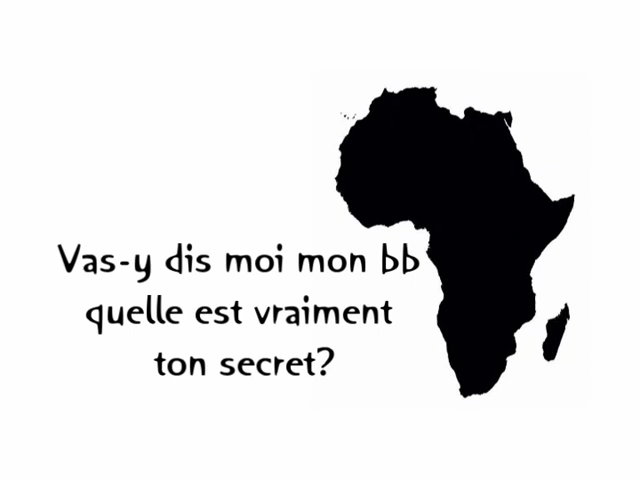 Vas-y dis moi mon bb
quelle est vraiment
ton secret?